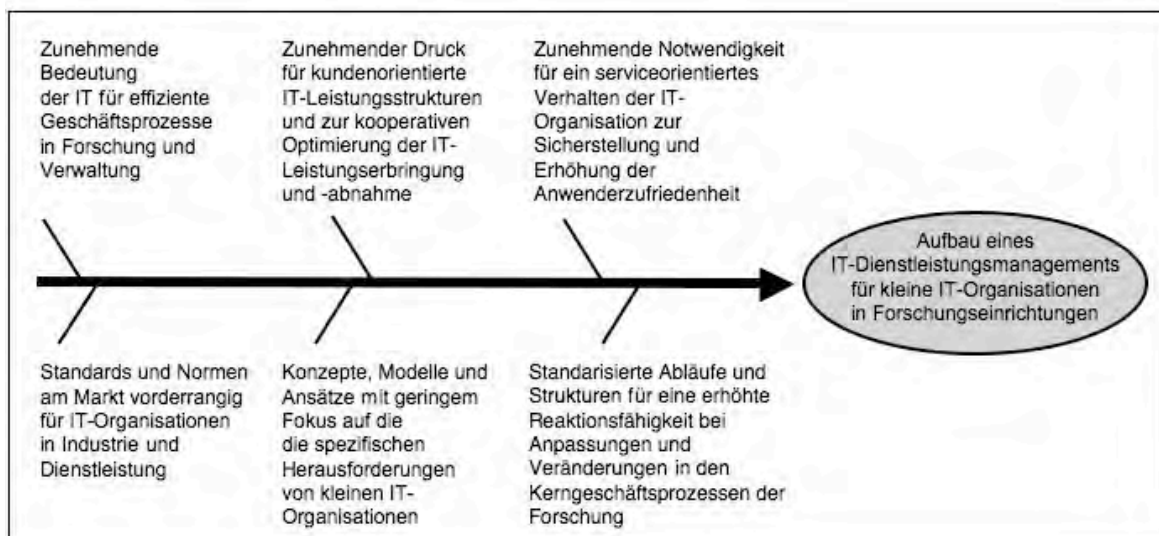 Zunehmende
Bedeutung
der IT für effiziente
Geschäftsprozesse
in Forschung und
Verwaltung
Zunehmender Druck
für kundenorientierte
IT-Leistungsstrukturen
und zur kooperativen
Optimierung der IT-
Leistungserbringung
und -abnahme
Zunehmende Notwendigkeit
für ein serviceorientiertes
Verhalten der IT-
Organisation zur
Sicherstellung und
Erhöhung der
Anwenderzufriedenheit
Aufbau eines
IT-Dienstleistungsmanagements
für kleine IT-Organisationen
in Forschungseinrichtungen
Standards und Normen
am Markt vorderrangig
für IT-Organisationen
in Industrie und
Dienstleistung
Konzepte, Modelle und
Ansätze mit geringem
Fokus auf die
die spezifischen
Herausforderungen
von kleinen IT-
Organisationen
Standarisierte Abläufe und
Strukturen für eine erhöhte
Reaktionsfähigkeit bei
Anpassungen und
Veränderungen in den
Kerngeschäftsprozessen der
Forschung